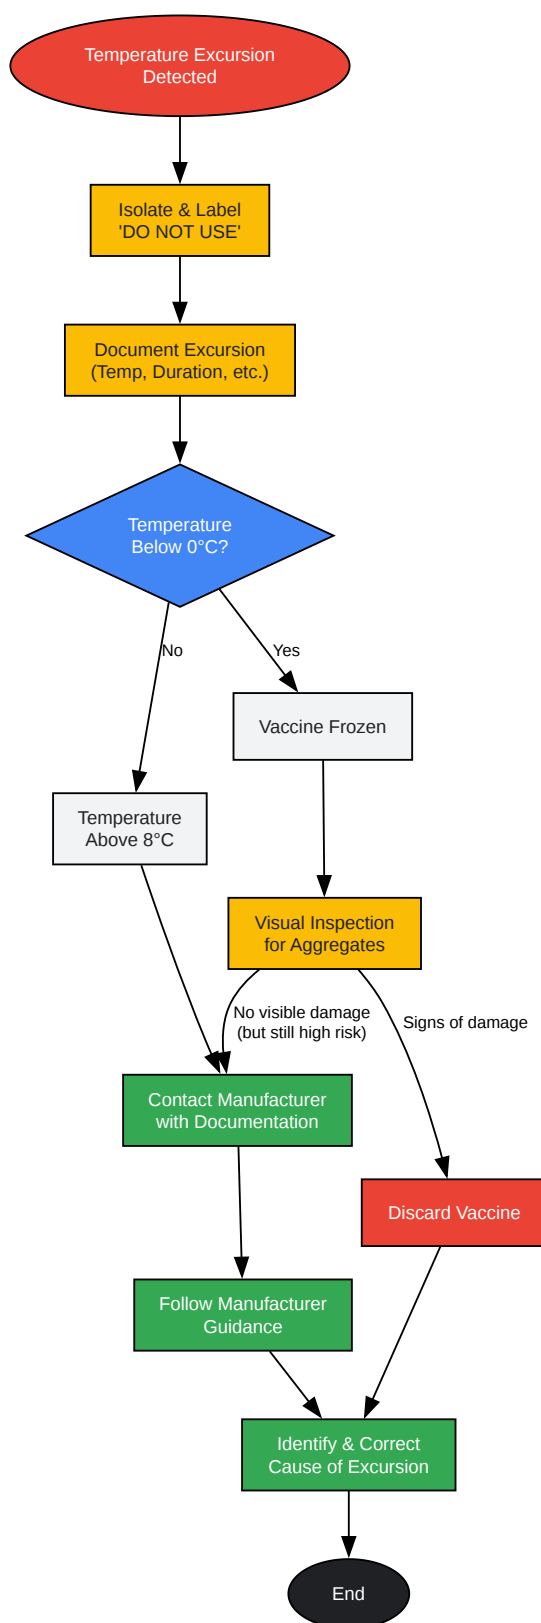 Temperature Excursion
Detected
Isolate & Label
'DO NOT USE'
Document Excursion
(Temp, Duration, etc.)
Temperature
Below 0°C?
No
Yes
Vaccine Frozen
Temperature
Above 8°C
Visual Inspection
for Aggregates
No visible damage
(but still high risk)
Signs of damage
Contact Manufacturer
with Documentation
Discard Vaccine
Follow Manufacturer
Guidance
Identify & Correct
Cause of Excursion
End